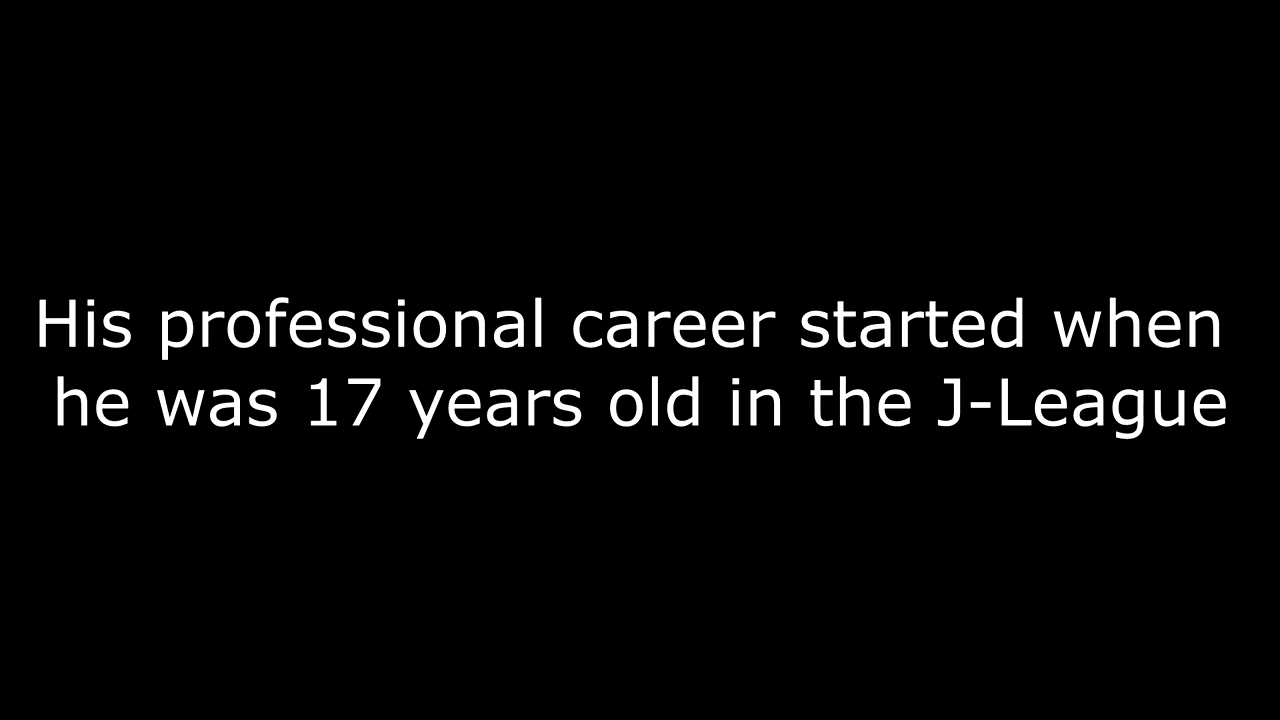 His professional career started when
he was 17 years old in the J-League